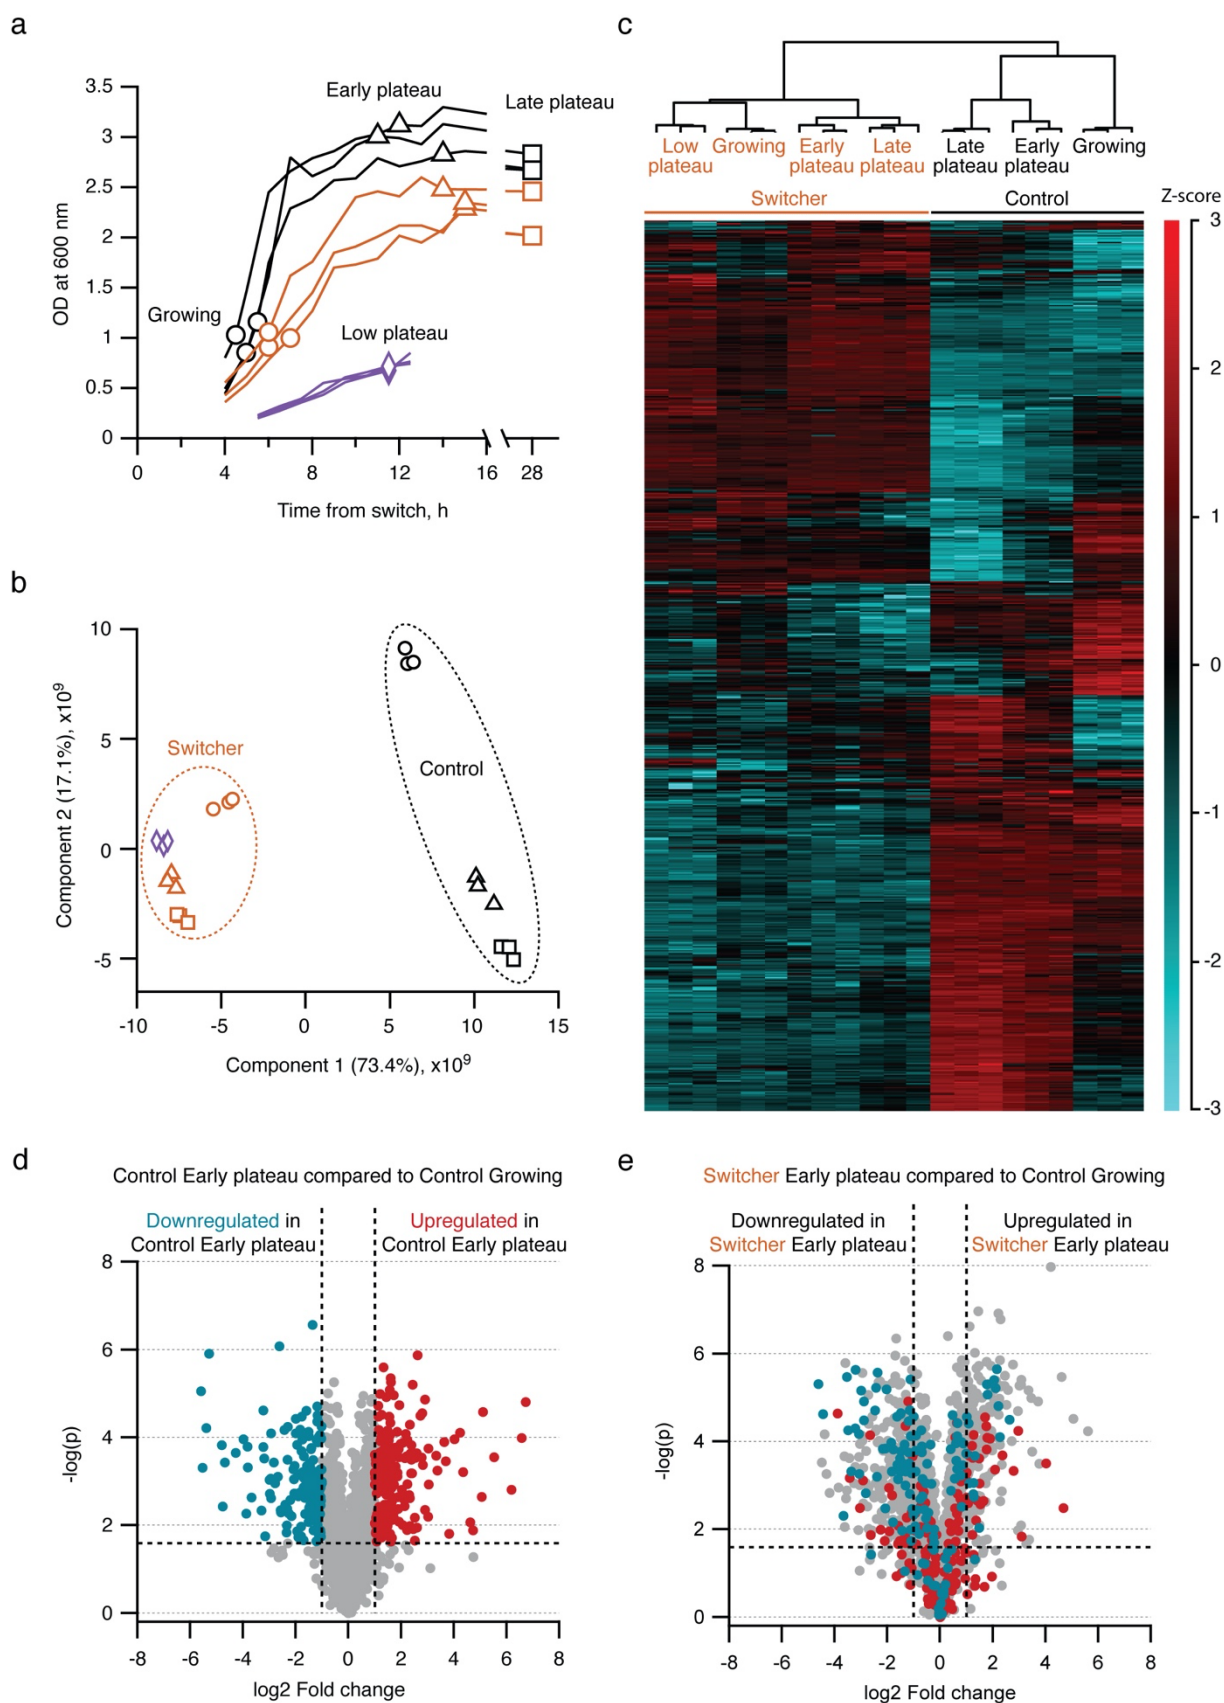 a
3.5
3
2.5
2
1.5
1
0.5
0
OD at 600 nm
Early plateau
Late plateau
Growing
Low plateau
0
4
8
12
16
28
Time from switch, h
b
10
5
0
-5
Component 2 (17.1%), x10⁹
Switcher
Control
-10
-5
0
5
10
15
Component 1 (73.4%), x10⁹
c
Low
plateau
Growing
Early
plateau
Late
plateau
Late
plateau
Early
plateau
Growing
Switcher
Control
Z-score
3
2
1
0
-1
-2
-3
d
Control Early plateau compared to Control Growing
Downregulated in
Control Early plateau
Upregulated in
Control Early plateau
8
6
4
2
0
-log(p)
-8
-6
-4
-2
0
2
4
6
8
log2 Fold change
e
Switcher Early plateau compared to Control Growing
Downregulated in
Switcher Early plateau
Upregulated in
Switcher Early plateau
8
6
4
2
0
-log(p)
-8
-6
-4
-2
0
2
4
6
8
log2 Fold change